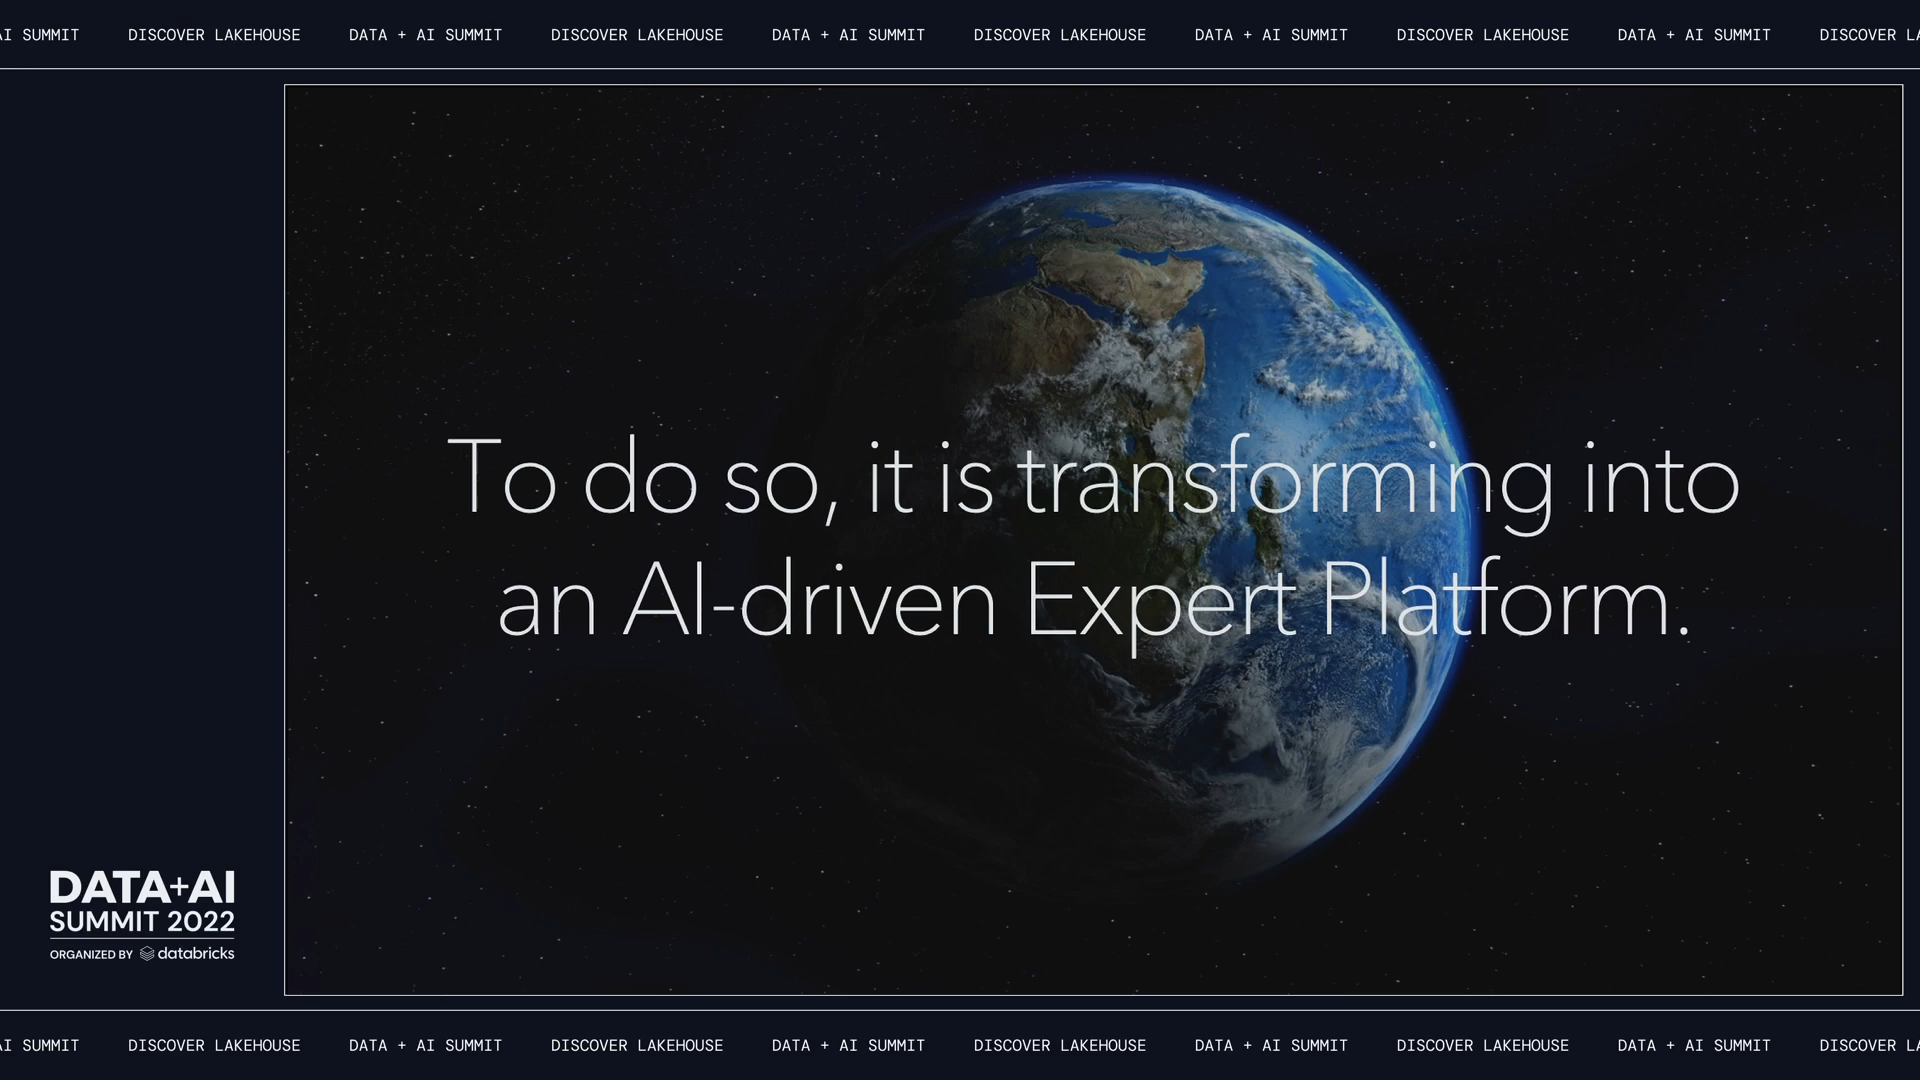 AI SUMMIT DISCOVER LAKEHOUSE DATA + AI SUMMIT DISCOVER LAKEHOUSE DATA + AI SUMMIT DISCOVER LAKEHOUSE DATA + AI SUMMIT DISCOVER LAKEHOUSE DATA + AI SUMMIT DISCOVER LA
To do so, it is transforming into
an AI-driven Expert Platform.
DATA+AI
SUMMIT 2022
ORGANIZED BY databricks
AI SUMMIT DISCOVER LAKEHOUSE DATA + AI SUMMIT DISCOVER LAKEHOUSE DATA + AI SUMMIT DISCOVER LAKEHOUSE DATA + AI SUMMIT DISCOVER LAKEHOUSE DATA + AI SUMMIT DISCOVER LA